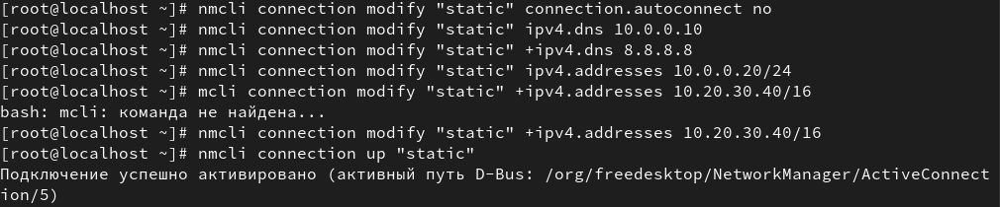 [root@localhost ~]# nmcli connection modify "static" connection.autoconnect no
[root@localhost ~]# nmcli connection modify "static" ipv4.dns 10.0.0.10
[root@localhost ~]# nmcli connection modify "static" +ipv4.dns 8.8.8.8
[root@localhost ~]# nmcli connection modify "static" ipv4.addresses 10.0.0.20/24
[root@localhost ~]# mcli connection modify "static" +ipv4.addresses 10.20.30.40/16
bash: mcli: команда не найдена...
[root@localhost ~]# nmcli connection modify "static" +ipv4.addresses 10.20.30.40/16
[root@localhost ~]# nmcli connection up "static"
Подключение успешно активировано (активный путь D-Bus: /org/freedesktop/NetworkManager/ActiveConnect
ion/5)